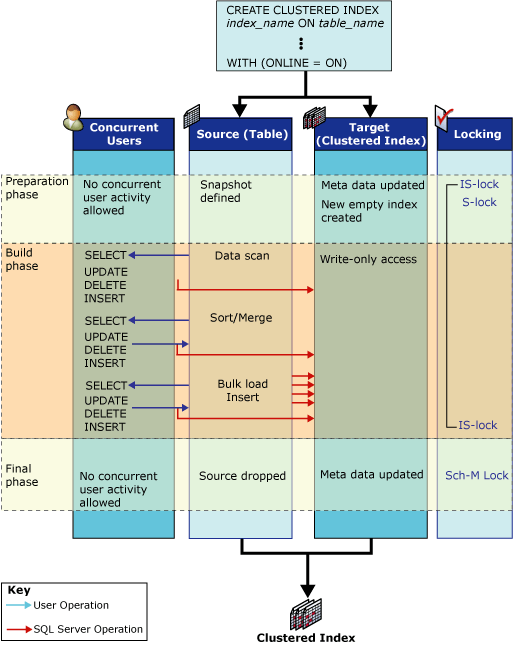 CREATE CLUSTERED INDEX
index_name ON table_name
WITH (ONLINE = ON)
Concurrent
Users
Source (Table)
Target
(Clustered Index)
Locking
Preparation
phase
No concurrent
user activity
allowed
Snapshot
defined
Meta data updated
New empty index
created
IS-lock
S-lock
Build
phase
SELECT
UPDATE
DELETE
INSERT
Data scan
Write-only access
SELECT
UPDATE
DELETE
INSERT
Sort/Merge
SELECT
UPDATE
DELETE
INSERT
Bulk load
Insert
IS-lock
Final
phase
No concurrent
user activity
allowed
Source dropped
Meta data updated
Sch-M Lock
Key
User Operation
SQL Server Operation
Clustered Index